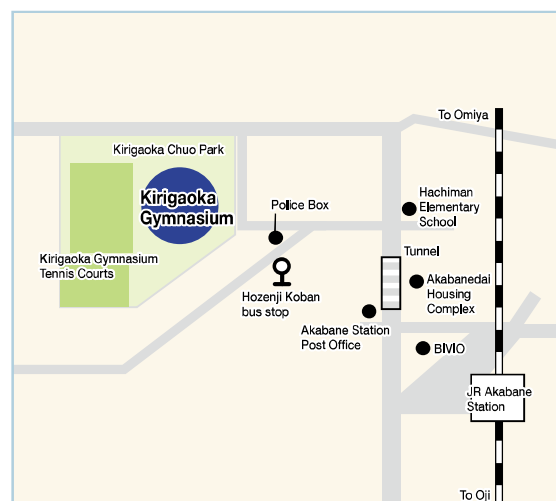 To Omiya
Kirigaoka Chuo Park
Kirigaoka
Gymnasium
Hachiman
Elementary
School
Police Box
Tunnel
Kirigaoka Gymnasium
Tennis Courts
Akabanedai
Housing
Complex
Hozenji Koban
bus stop
Akabane Station
Post Office
BIVIO
JR Akabane
Station
To Oji